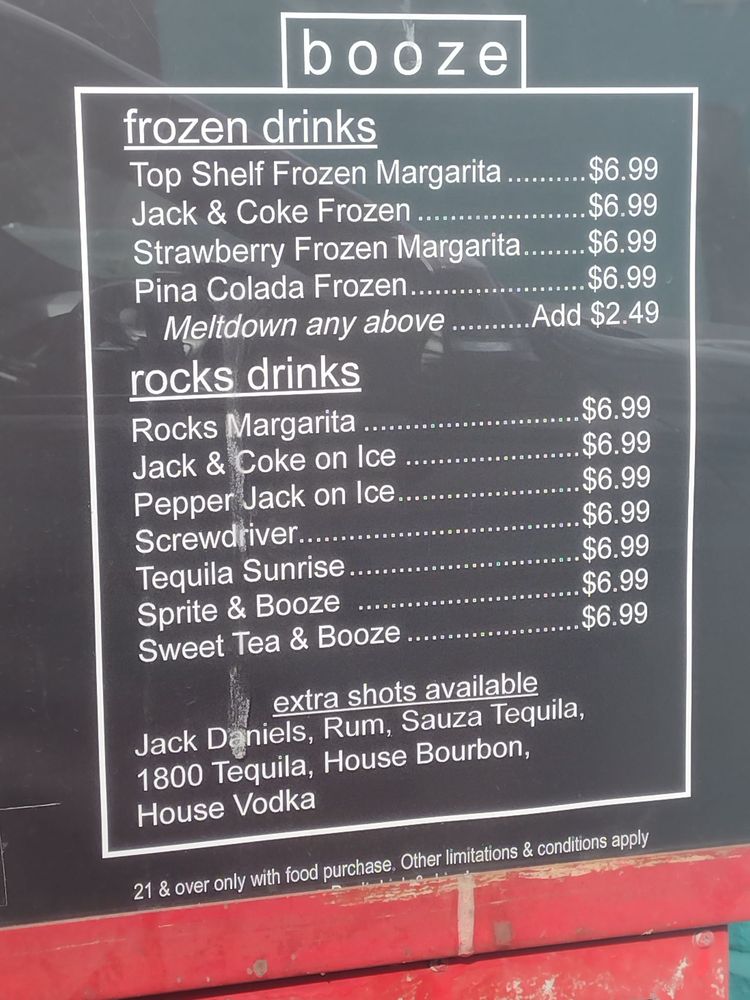 booze
frozen drinks
Top Shelf Frozen Margarita ..........$6.99
Jack & Coke Frozen ......................$6.99
Strawberry Frozen Margarita........$6.99
Pina Colada Frozen.......................$6.99
Meltdown any above ..........Add $2.49
rocks drinks
Rocks Margarita ............................$6.99
Jack & Coke on Ice ......................$6.99
Pepper Jack on Ice.......................$6.99
Screwdriver....................................$6.99
Tequila Sunrise.............................$6.99
Sprite & Booze ............................$6.99
Sweet Tea & Booze ......................$6.99
extra shots available
Jack Daniels, Rum, Sauza Tequila,
1800 Tequila, House Bourbon,
House Vodka
21 & over only with food purchase. Other limitations & conditions apply